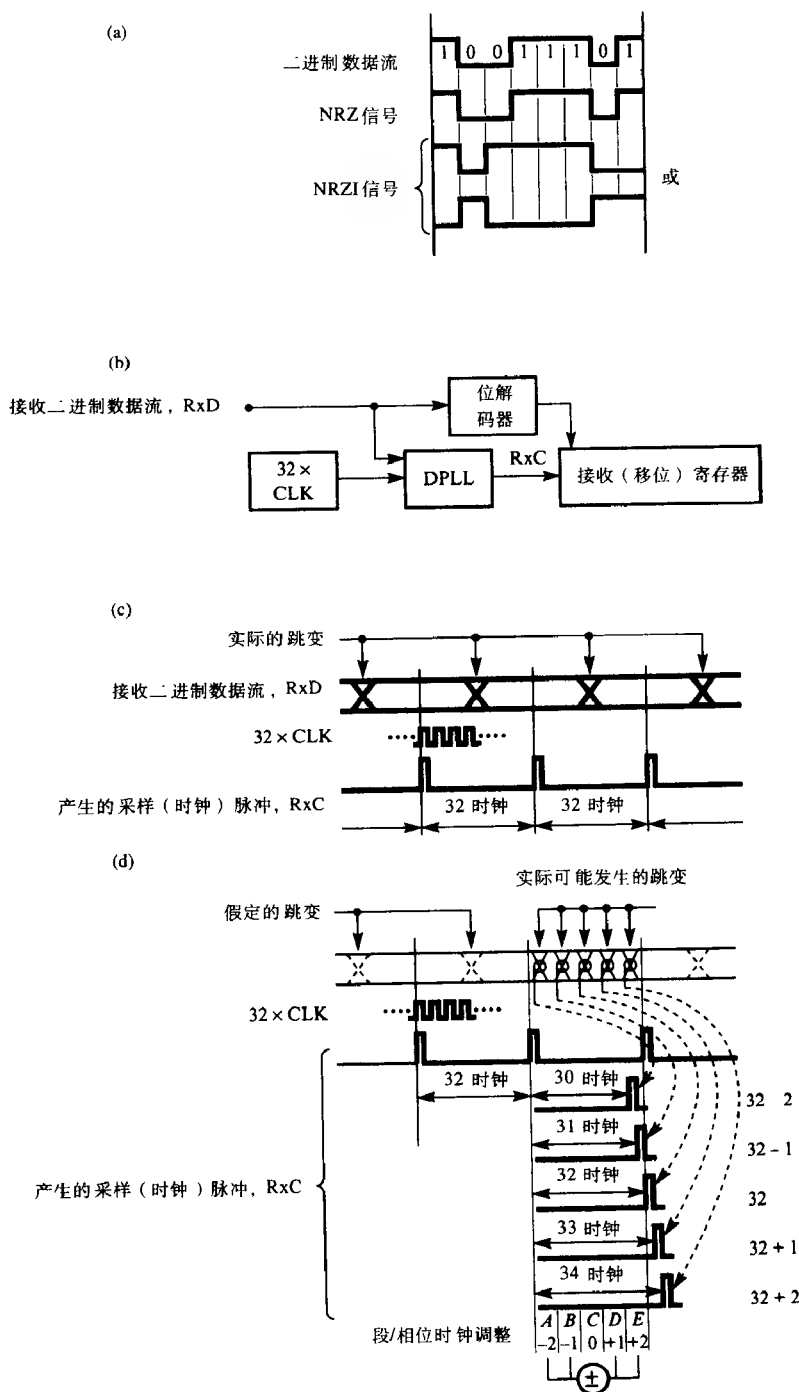 (a)
二进制数据流
1 0 0 1 1 1 0 1
NRZ 信号
NRZI 信号
或
(b)
接收二进制数据流, RxD
位解
码器
32×
CLK
DPLL
RxC
接收(移位)寄存器
(c)
实际的跳变
接收二进制数据流, RxD
32×CLK
产生的采样(时钟)脉冲, RxC
32 时钟
32 时钟
(d)
实际可能发生的跳变
假定的跳变
32×CLK
32 时钟
30 时钟
32 2
31 时钟
32-1
32 时钟
32
产生的采样(时钟)脉冲, RxC
33 时钟
32+1
34 时钟
32+2
段/相位时钟调整
A B C D E
-2 -1 0 +1 +2
±